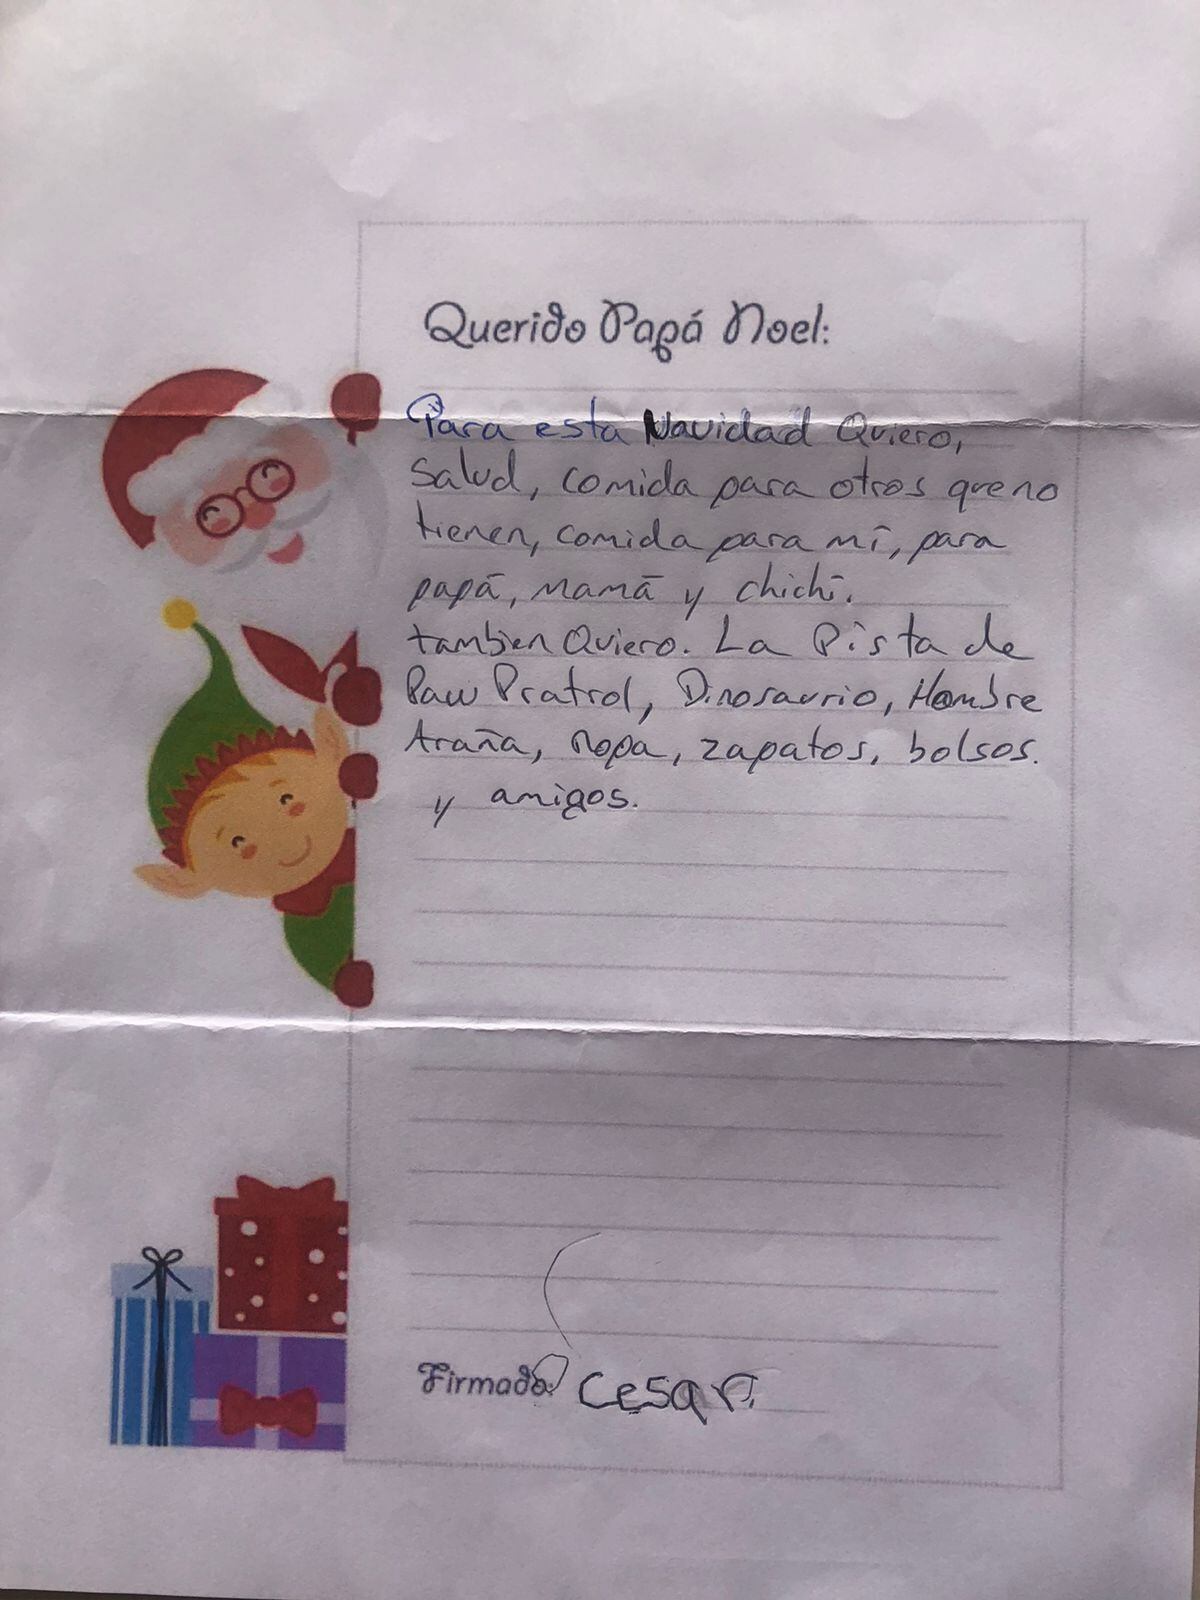 Querido Papá Noel:
Para esta Navidad Quiero,
Salud, comida para otros que no
tienen, comida para mí, para
papá, mamá y chichí.
tambien Quiero. La Pista de
Paw Pratrol, Dinosaurio, Hombre
Araña, Ropa, zapatos, bolsos.
y amigos.
Firmado: Cesar.